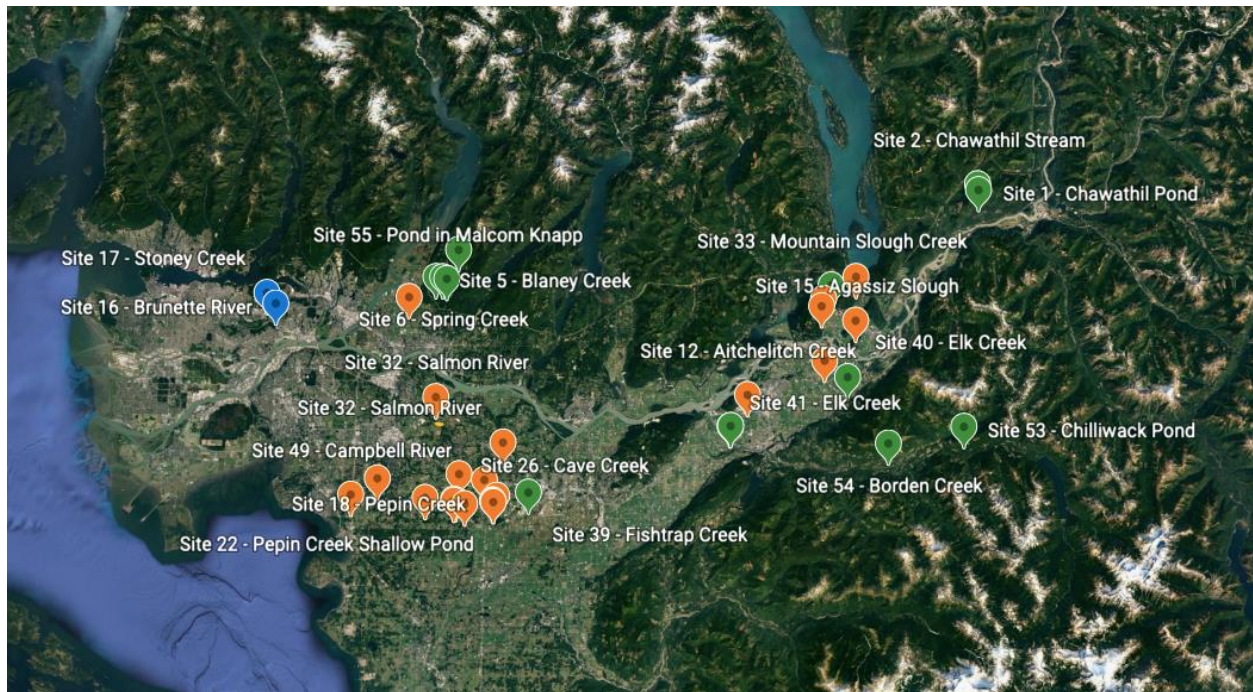 Site 2 - Chawathil Stream
Site 1 - Chawathil Pond
Site 55 - Pond in Malcom Knapp
Site 33 - Mountain Slough Creek
Site 17 - Stoney Creek
Site 5 - Blaney Creek
Site 15 - Agassiz Slough
Site 16 - Brunette River
Site 6 - Spring Creek
Site 12 - Aitchelitch Creek
Site 40 - Elk Creek
Site 32 - Salmon River
Site 32 - Salmon River
Site 41 - Elk Creek
Site 53 - Chilliwack Pond
Site 49 - Campbell River
Site 26 - Cave Creek
Site 54 - Borden Creek
Site 18 - Pepin Creek
Site 39 - Fishtrap Creek
Site 22 - Pepin Creek Shallow Pond